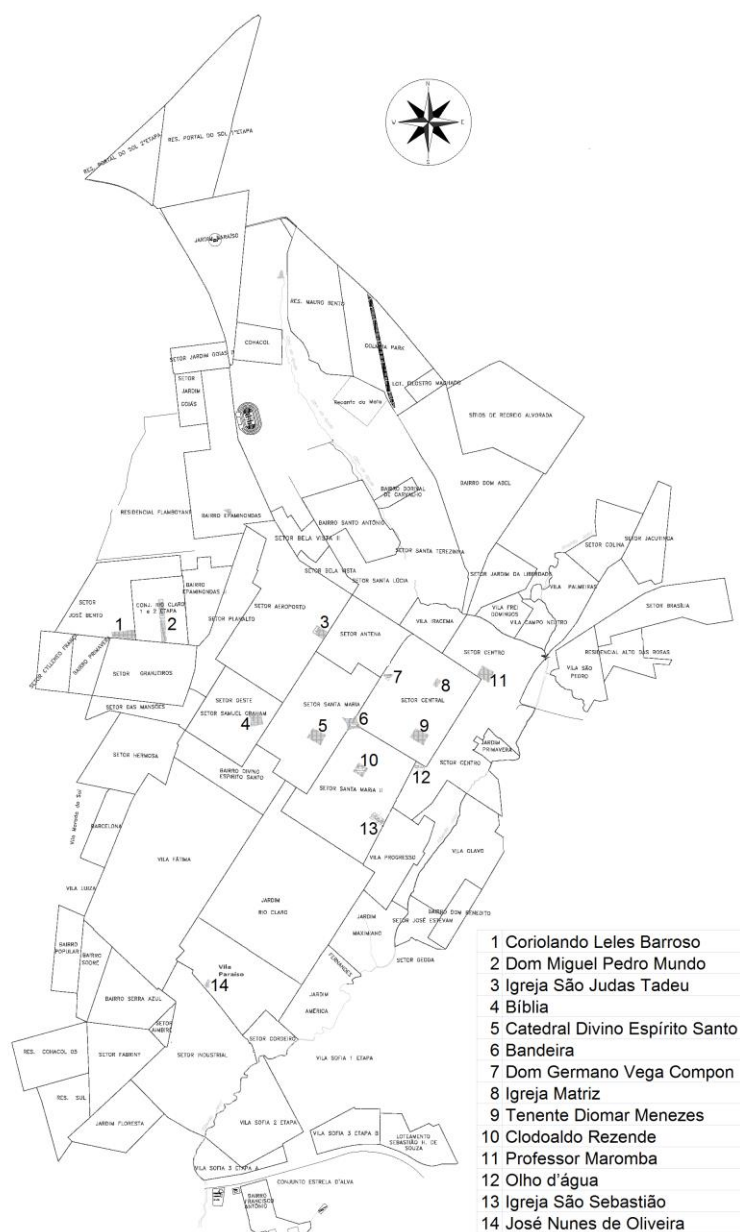 N
E
RES. PORTAL DO SOL 2ªETAPA
RES. PORTAL DO SOL 1ªETAPA
JARDIM PARAÍSO
RES. MAURO BENTO
COHACOL
SETOR JARDIM GOIÁS II
SETOR
JARDIM
GOIÁS
Recanto da Mata
SÍTIOS DE RECREIO ALVORADA
BAIRRO DOM ABEL
BAIRRO DORIVAL
DE CARVALHO
RESIDENCIAL FLAMBOYANT
BAIRRO EPAMINONDAS
BAIRRO SANTO ANTÔNIO
SETOR BELA VISTA II
SETOR SANTA TEREZINHA
SETOR COLINA
SETOR BELA VISTA
SETOR SANTA LÚCIA
SETOR JARDIM DA LIBERDADE
VILA PALMEIRAS
BAIRRO
EPAMINONDAS II
SETOR
JOSÉ BENTO
CONJ. RIO CLARO
1 e 2 ETAPA
SETOR AEROPORTO
SETOR PLANALTO
VILA FREI
DOMINGOS
SETOR BRASÍLIA
1
2
3
SETOR ANTENA
VILA IRACEMA
VILA CAMPO NEUTRO
SETOR CENTRO
BAIRRO PRIMAVERA
SETOR GRANJEIROS
RESIDENCIAL ALTO DAS ROSAS
VILA SÃO
PEDRO
7
8
11
SETOR DAS MANSÕES
SETOR OESTE
SETOR SAMUEL GRAHAM
SETOR SANTA MARIA
SETOR CENTRAL
4
5
6
9
SETOR HERMOSA
BAIRRO DIVINO
ESPÍRITO SANTO
JARDIM
PRIMAVERA
SETOR CENTRO
10
12
SETOR SANTA MARIA II
13
Vila Morada do Sol
BARCELONA
VILA FÁTIMA
VILA PROGRESSO
VILA OLAVO
VILA LUIZA
JARDIM
RIO CLARO
BAIRRO DOM BENEDITO
JARDIM
MAXIMIANO
SETOR JOSÉ ESTEVAM
BAIRRO
POPULAR
BAIRRO
SODRÉ
SETOR GEDDA
FERNANDES
Vila
Paraíso
14
BAIRRO SERRA AZUL
JARDIM
AMÉRICA
SETOR CORDEIRO
RES. COHACOL 05
SETOR FABRINY
SETOR INDUSTRIAL
VILA SOFIA 1 ETAPA
RES. SUL
JARDIM FLORESTA
VILA SOFIA 2 ETAPA
VILA SOFIA 3 ETAPA B
LOTEAMENTO
SEBASTIÃO H. DE
SOUZA
VILA SOFIA 3 ETAPA A
CONJUNTO ESTRELA D'ALVA
BAIRRO
FRANCISCO
ANTÔNIO
1 Coriolando Leles Barroso
2 Dom Miguel Pedro Mundo
3 Igreja São Judas Tadeu
4 Bíblia
5 Catedral Divino Espírito Santo
6 Bandeira
7 Dom Germano Vega Compon
8 Igreja Matriz
9 Tenente Diomar Menezes
10 Clodoaldo Rezende
11 Professor Maromba
12 Olho d'água
13 Igreja São Sebastião
14 José Nunes de Oliveira